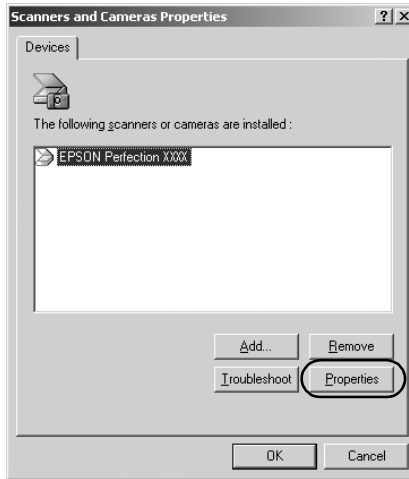 Scanners and Cameras Properties
Devices
The following scanners or cameras are installed :
EPSON Perfection XXXX
Add... Remove
Troubleshoot Properties
OK Cancel